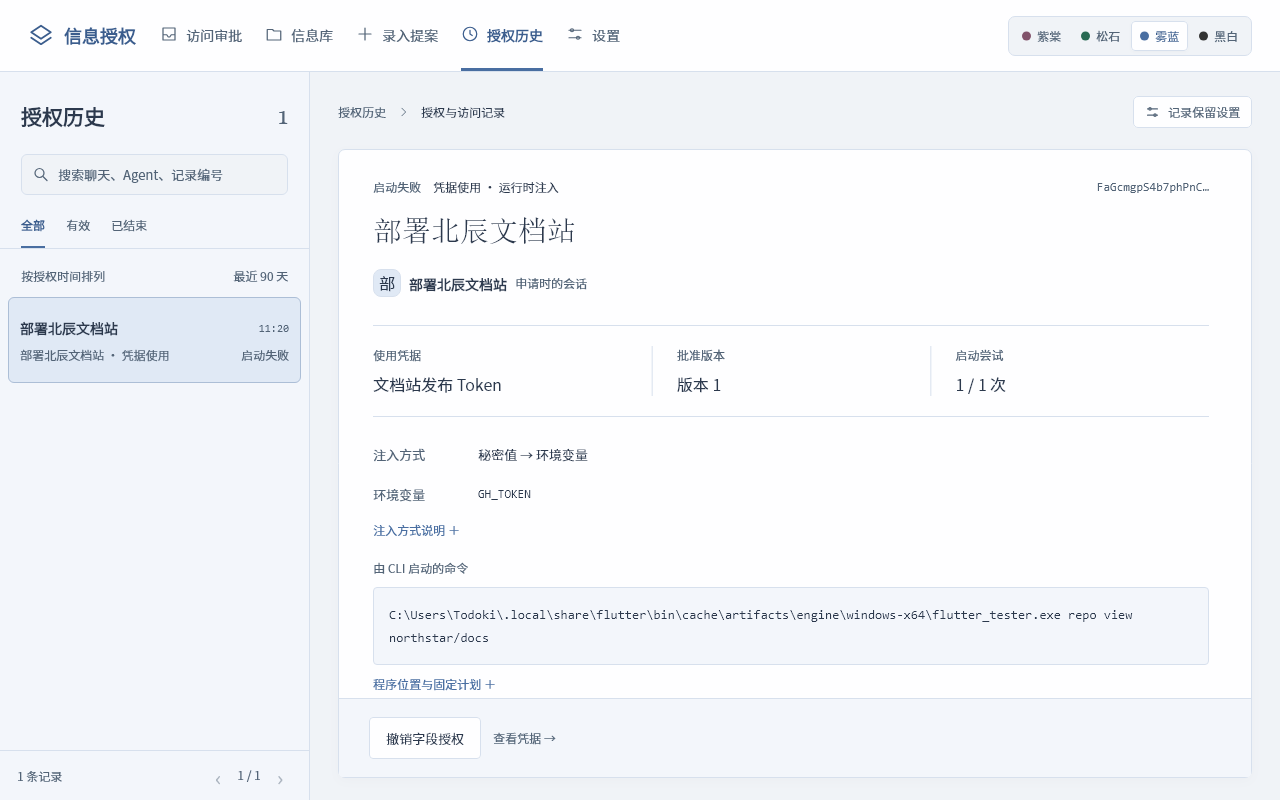 信息授权
访问审批
信息库
录入提案
授权历史
设置
紫棠
松石
雾蓝
黑白
授权历史
1
搜索聊天、Agent、记录编号
全部
有效
已结束
按授权时间排列
最近 90 天
部署北辰文档站
11:20
部署北辰文档站 · 凭据使用
启动失败
1 条记录
‹ 1 / 1 ›
授权历史 > 授权与访问记录
记录保留设置
启动失败 凭据使用 · 运行时注入
FaGcmgpS4b7phPnC…
部署北辰文档站
部 部署北辰文档站 申请时的会话
使用凭据
文档站发布 Token
批准版本
版本 1
启动尝试
1 / 1 次
注入方式 秘密值 → 环境变量
环境变量 GH_TOKEN
注入方式说明 +
由 CLI 启动的命令
C:\Users\Todoki\.local\share\flutter\bin\cache\artifacts\engine\windows-x64\flutter_tester.exe repo view
northstar/docs
程序位置与固定计划 +
撤销字段授权
查看凭据 →